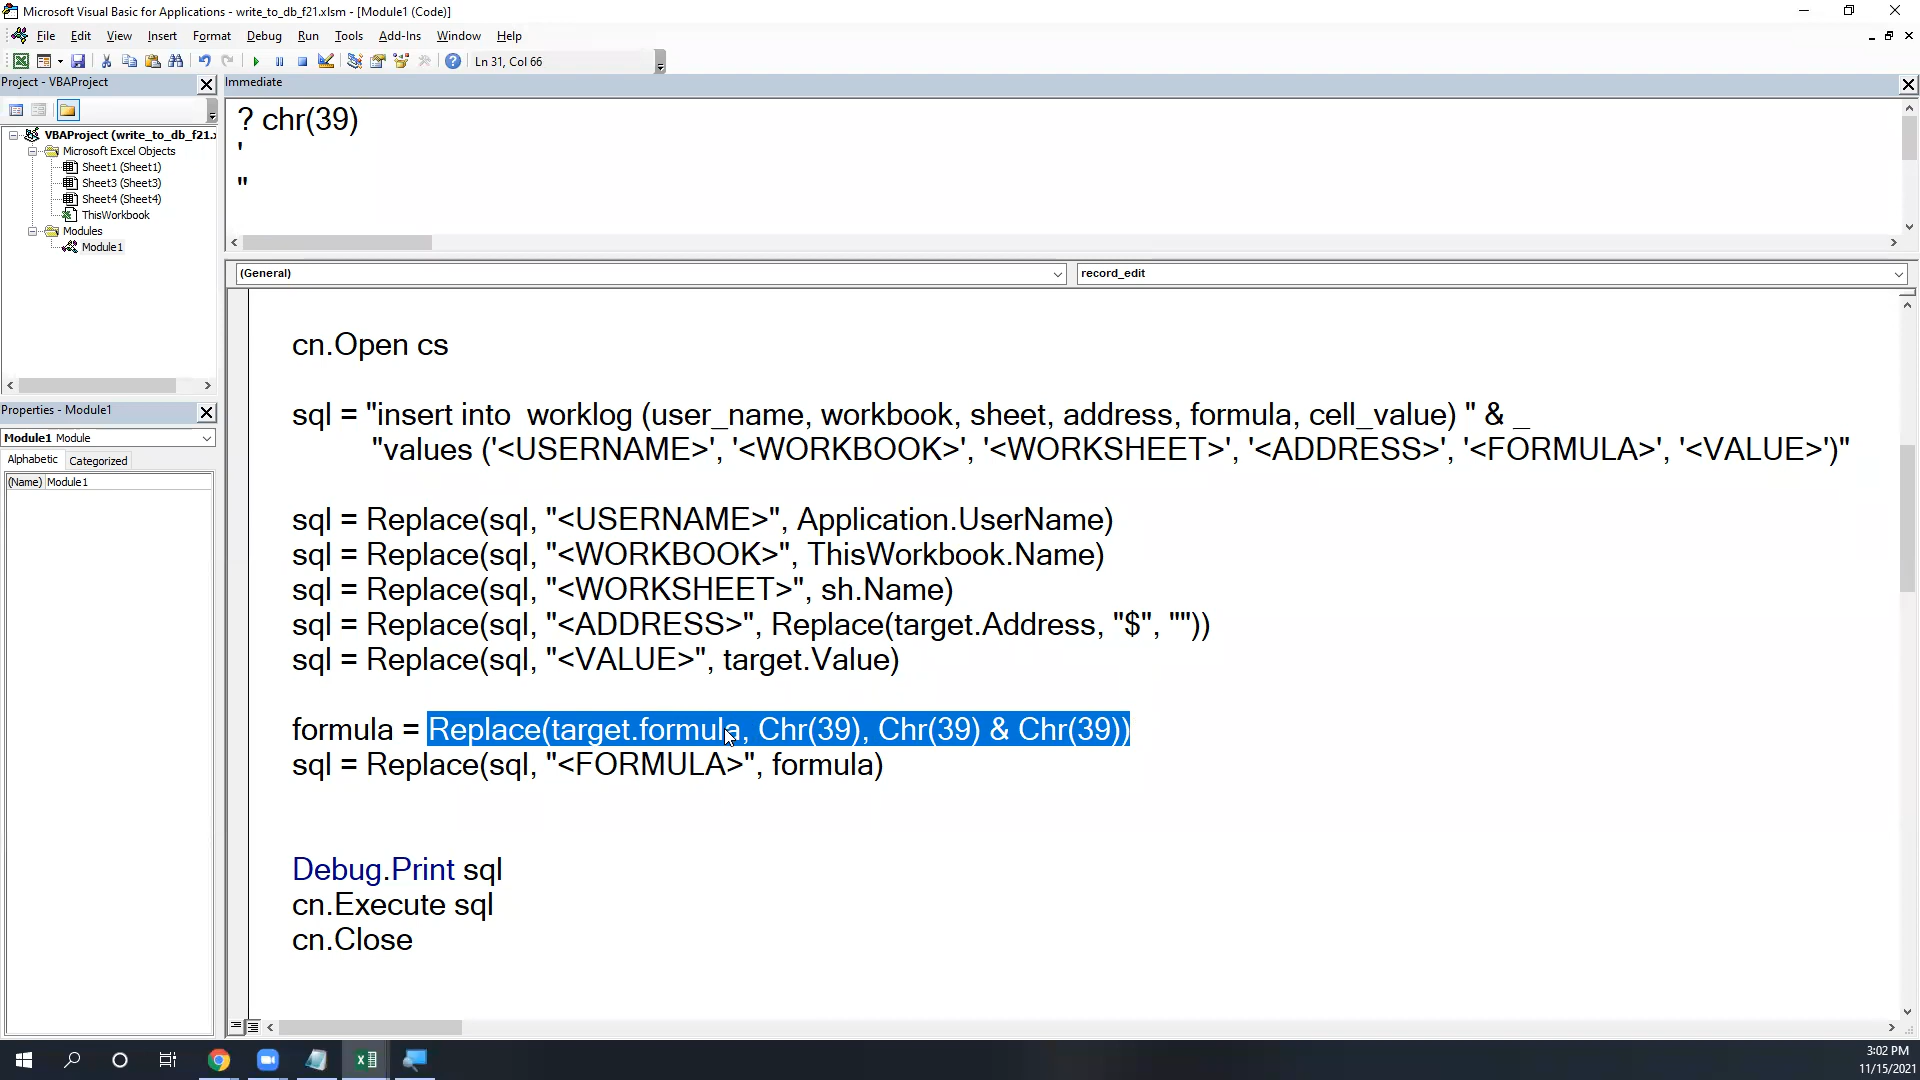 Microsoft Visual Basic for Applications - write_to_db_f21.xlsm - [Module1 (Code)]
File Edit View Insert Format Debug Run Tools Add-Ins Window Help
Ln 31, Col 66
Project - VBAProject
Immediate
? chr(39)
'
"
VBAProject (write_to_db_f21.x
Microsoft Excel Objects
Sheet1 (Sheet1)
Sheet3 (Sheet3)
Sheet4 (Sheet4)
ThisWorkbook
Modules
Module1
(General)
record_edit
Properties - Module1
Module1 Module
Alphabetic Categorized
(Name) Module1
cn.Open cs
sql = "insert into  worklog (user_name, workbook, sheet, address, formula, cell_value) " & _
"values ('<USERNAME>', '<WORKBOOK>', '<WORKSHEET>', '<ADDRESS>', '<FORMULA>', '<VALUE>')"
sql = Replace(sql, "<USERNAME>", Application.UserName)
sql = Replace(sql, "<WORKBOOK>", ThisWorkbook.Name)
sql = Replace(sql, "<WORKSHEET>", sh.Name)
sql = Replace(sql, "<ADDRESS>", Replace(target.Address, "$", ""))
sql = Replace(sql, "<VALUE>", target.Value)
formula = Replace(target.formula, Chr(39), Chr(39) & Chr(39))
sql = Replace(sql, "<FORMULA>", formula)
Debug.Print sql
cn.Execute sql
cn.Close
3:02 PM
11/15/2021